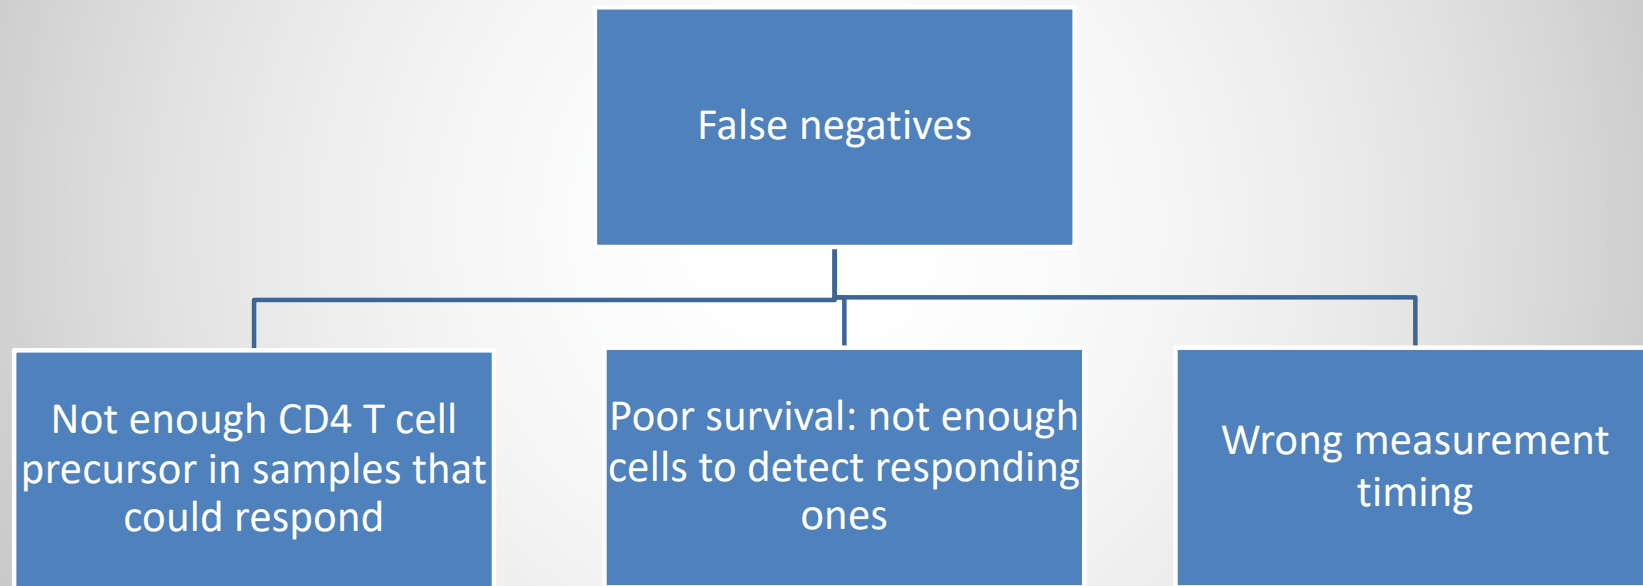 False negatives
Not enough CD4 T cell
precursor in samples that
could respond
Poor survival: not enough
cells to detect responding
ones
Wrong measurement
timing